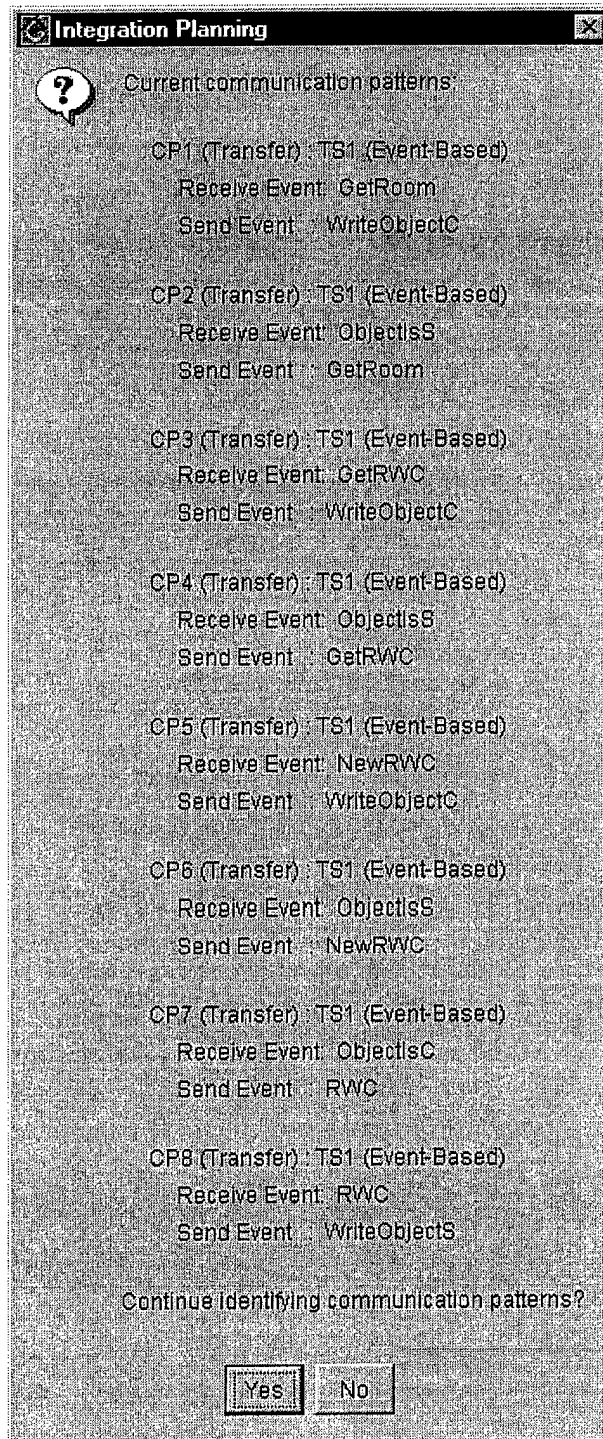 Integration Planning
?
Current communication patterns:
CP1 (Transfer) : TS1 (Event-Based)
Receive Event: GetRoom
Send Event : WriteObjectC
CP2 (Transfer) : TS1 (Event-Based)
Receive Event: ObjectIsS
Send Event : GetRoom
CP3 (Transfer) : TS1 (Event-Based)
Receive Event: GetRWC
Send Event : WriteObjectC
CP4 (Transfer) : TS1 (Event-Based)
Receive Event: ObjectIsS
Send Event : GetRWC
CP5 (Transfer) : TS1 (Event-Based)
Receive Event: NewRWC
Send Event : WriteObjectC
CP6 (Transfer) : TS1 (Event-Based)
Receive Event: ObjectIsS
Send Event : NewRWC
CP7 (Transfer) : TS1 (Event-Based)
Receive Event: ObjectIsC
Send Event : RWC
CP8 (Transfer) : TS1 (Event-Based)
Receive Event: RWC
Send Event : WriteObjectS
Continue identifying communication patterns?
Yes No